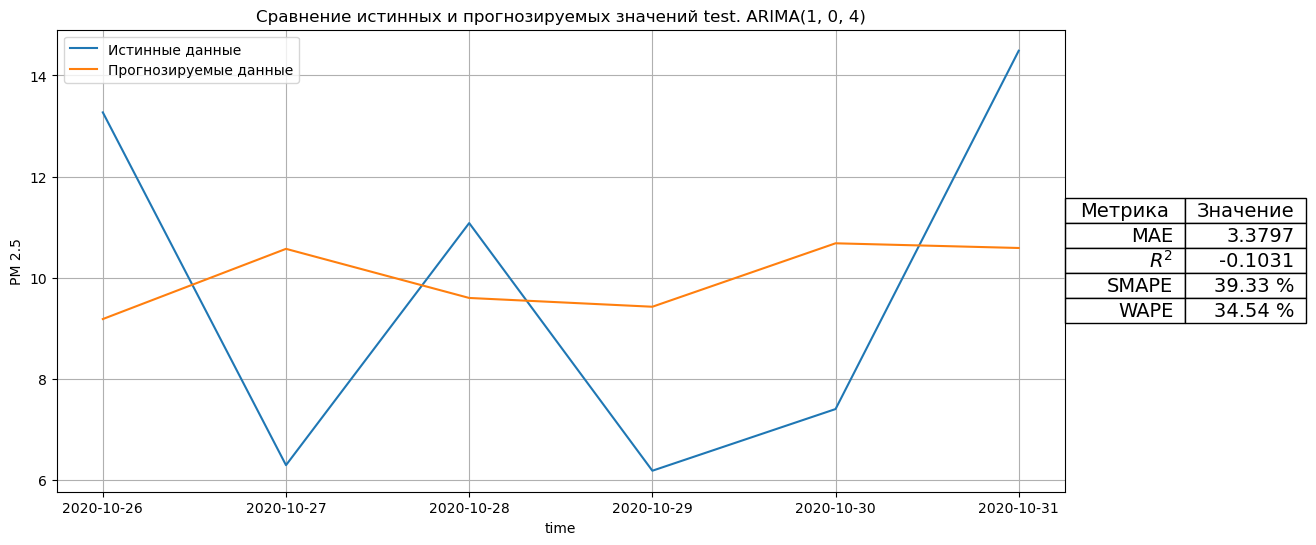 Сравнение истинных и прогнозируемых значений test. ARIMA(1, 0, 4)
Истинные данные
Прогнозируемые данные
PM 2.5
14
12
10
8
6
2020-10-26 2020-10-27 2020-10-28 2020-10-29 2020-10-30 2020-10-31
time
Метрика Значение
MAE 3.3797
R² -0.1031
SMAPE 39.33 %
WAPE 34.54 %